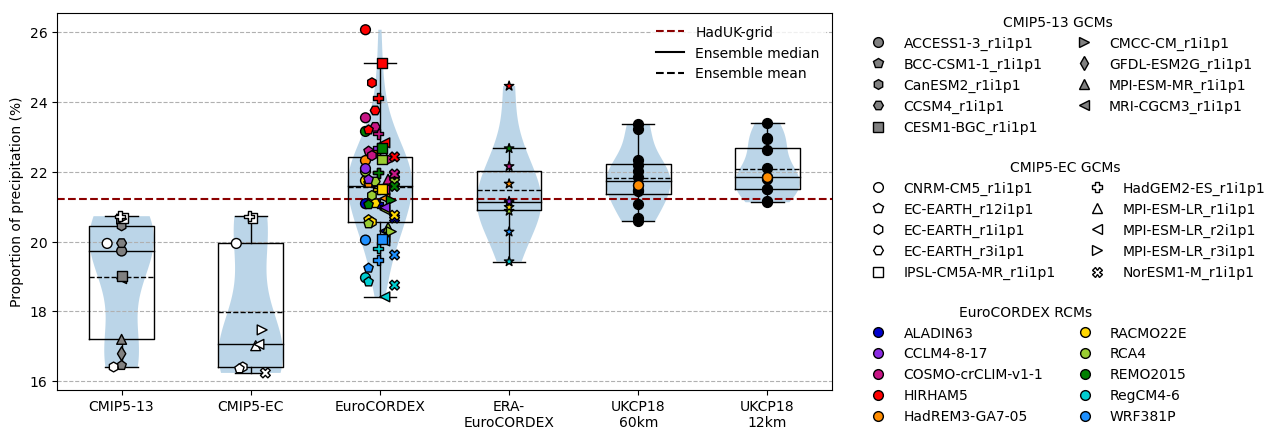 Proportion of precipitation (%)
26
24
22
20
18
16
HadUK-grid
Ensemble median
Ensemble mean
CMIP5-13
CMIP5-EC
EuroCORDEX
ERA-
EuroCORDEX
UKCP18
60km
UKCP18
12km
CMIP5-13 GCMs
ACCESS1-3_r1i1p1
BCC-CSM1-1_r1i1p1
CanESM2_r1i1p1
CCSM4_r1i1p1
CESM1-BGC_r1i1p1
CMCC-CM_r1i1p1
GFDL-ESM2G_r1i1p1
MPI-ESM-MR_r1i1p1
MRI-CGCM3_r1i1p1
CMIP5-EC GCMs
CNRM-CM5_r1i1p1
EC-EARTH_r12i1p1
EC-EARTH_r1i1p1
EC-EARTH_r3i1p1
IPSL-CM5A-MR_r1i1p1
HadGEM2-ES_r1i1p1
MPI-ESM-LR_r1i1p1
MPI-ESM-LR_r2i1p1
MPI-ESM-LR_r3i1p1
NorESM1-M_r1i1p1
EuroCORDEX RCMs
ALADIN63
CCLM4-8-17
COSMO-crCLIM-v1-1
HIRHAM5
HadREM3-GA7-05
RACMO22E
RCA4
REMO2015
RegCM4-6
WRF381P